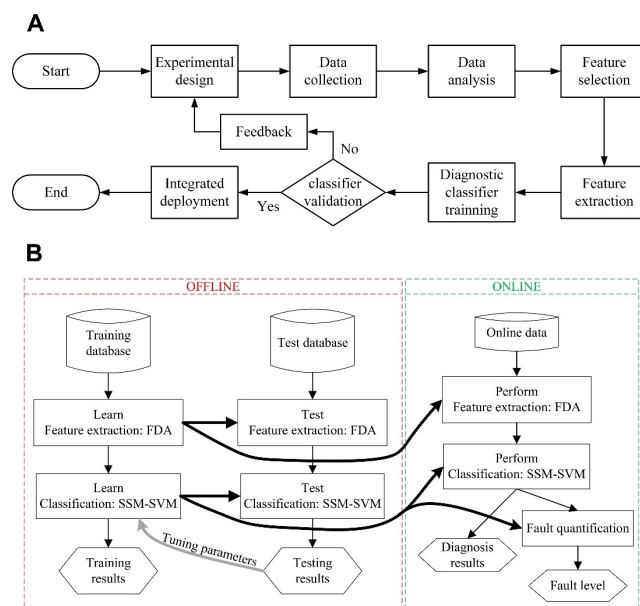 A
Start
Experimental
design
Data
collection
Data
analysis
Feature
selection
Feedback
No
End
Integrated
deployment
Yes
classifier
validation
Diagnostic
classifier
trainning
Feature
extraction
B
OFFLINE
ONLINE
Training
database
Test database
Online data
Learn
Feature extraction: FDA
Test
Feature extraction: FDA
Perform
Feature extraction: FDA
Learn
Classification: SSM-SVM
Test
Classification: SSM-SVM
Perform
Classification: SSM-SVM
Fault quantification
Tuning parameters
Training
results
Testing
results
Diagnosis
results
Fault level